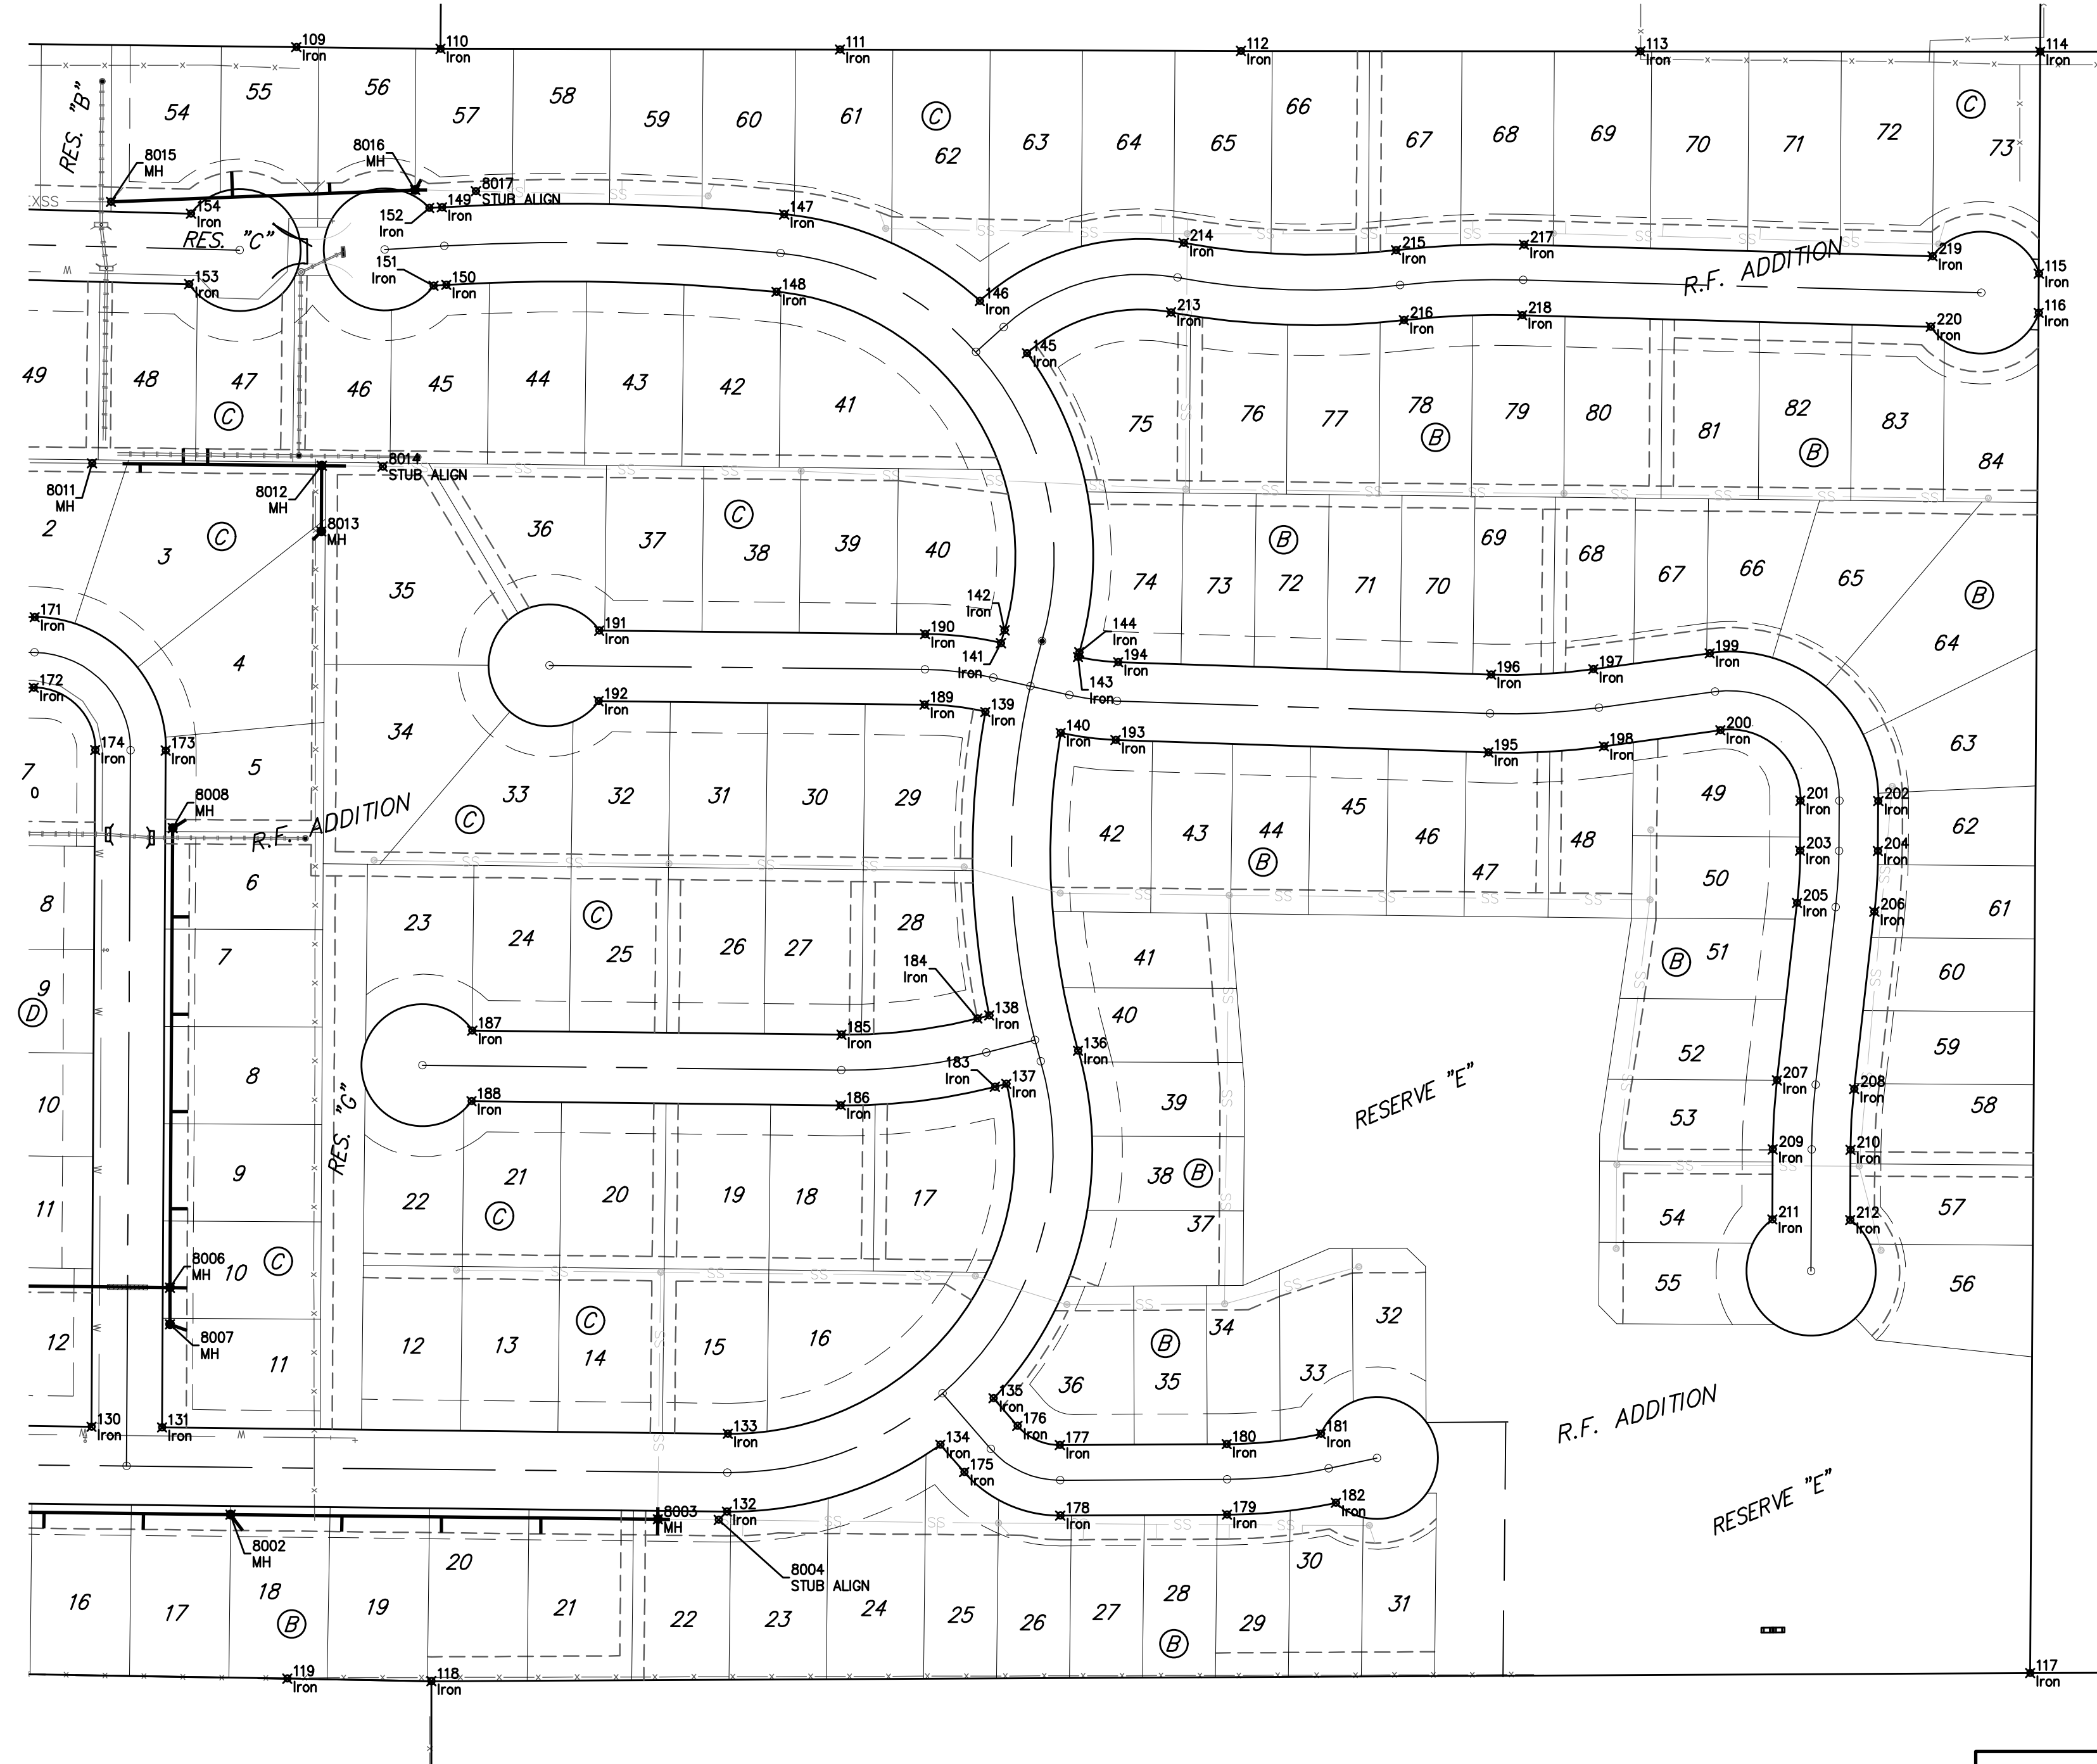 109
Iron
110
Iron
111
Iron
112
Iron
113
Iron
114
Iron
RES. "B"
54
55
56
57
58
59
60
61
C
62
63
64
65
66
67
68
69
70
71
72
C
73
8015
MH
8016
MH
8017
STUB ALIGN
154
Iron
RES. "C"
152
Iron
149
Iron
147
Iron
214
Iron
215
Iron
217
Iron
219
Iron
R.F. ADDITION
115
Iron
153
Iron
151
Iron
150
Iron
148
Iron
146
Iron
213
Iron
216
Iron
218
Iron
220
Iron
116
Iron
145
Iron
49
48
47
C
46
45
44
43
42
41
75
76
77
78
B
79
80
81
82
B
83
84
8011
MH
8012
MH
8014
STUB ALIGN
8013
MH
2
3
C
36
37
C
38
39
40
74
73
B
72
71
70
69
68
67
66
65
B
64
35
4
171
Iron
172
Iron
191
Iron
190
Iron
142
Iron
141
Iron
144
Iron
143
Iron
194
Iron
196
Iron
197
Iron
199
Iron
192
Iron
189
Iron
139
Iron
140
Iron
193
Iron
195
Iron
198
Iron
200
Iron
174
Iron
173
Iron
34
5
7
0
8008
MH
R.F. ADDITION
33
C
32
31
30
29
42
43
44
B
45
46
47
48
49
201
Iron
202
Iron
203
Iron
204
Iron
205
Iron
206
Iron
63
62
50
61
8
6
23
24
C
25
26
27
28
41
51
B
60
7
9
D
184
Iron
138
Iron
40
136
Iron
187
Iron
185
Iron
183
Iron
137
Iron
188
Iron
186
Iron
RES. "G"
8
10
39
RESERVE "E"
52
59
207
Iron
208
Iron
53
58
209
Iron
210
Iron
9
11
22
21
C
20
19
18
17
38
B
37
54
211
Iron
212
Iron
57
8006
MH
10
C
8007
MH
12
11
12
13
C
14
15
16
36
B
35
34
33
32
55
56
130
Iron
131
Iron
133
Iron
135
Iron
176
Iron
177
Iron
180
Iron
181
Iron
134
Iron
175
Iron
R.F. ADDITION
132
Iron
178
Iron
179
Iron
182
Iron
RESERVE "E"
8002
MH
8003
MH
8004
STUB ALIGN
16
17
18
B
19
20
21
22
23
24
25
26
27
28
B
29
30
31
119
Iron
118
Iron
117
Iron